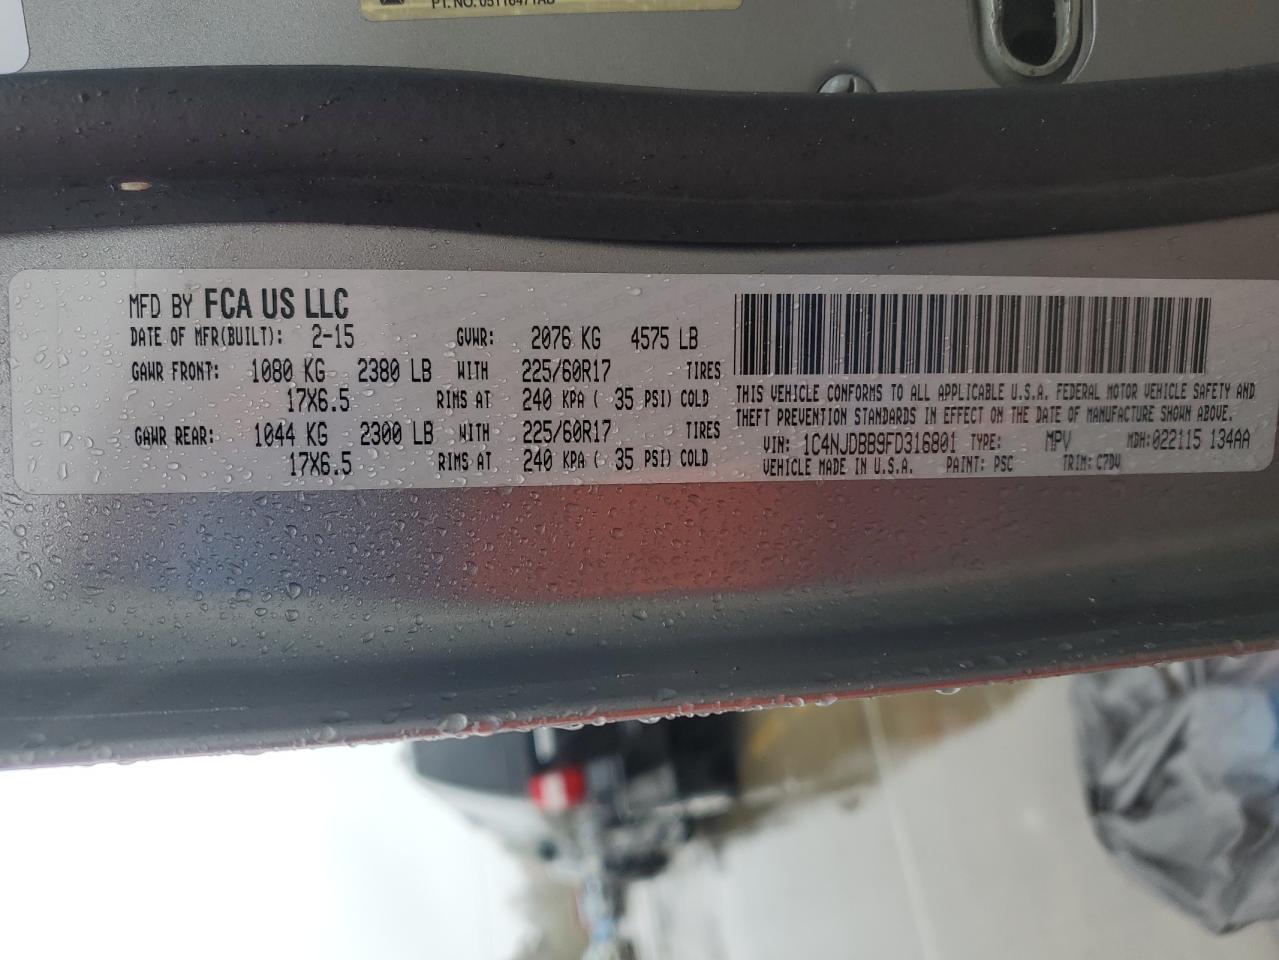 PT. NO. 05116471AB
MFD BY FCA US LLC
DATE OF MFR(BUILT): 2-15 GVWR: 2076 KG 4575 LB
GAWR FRONT: 1080 KG 2380 LB WITH 225/60R17 TIRES
17X6.5 RIMS AT 240 KPA ( 35 PSI) COLD
GAWR REAR: 1044 KG 2300 LB WITH 225/60R17 TIRES
17X6.5 RIMS AT 240 KPA ( 35 PSI) COLD
THIS VEHICLE CONFORMS TO ALL APPLICABLE U.S.A. FEDERAL MOTOR VEHICLE SAFETY AND
THEFT PREVENTION STANDARDS IN EFFECT ON THE DATE OF MANUFACTURE SHOWN ABOVE.
VIN: 1C4NJDBB9FD316801 TYPE: MPV MDH:022115 134AA
VEHICLE MADE IN U.S.A. PAINT: PSC TRIM: C7DV